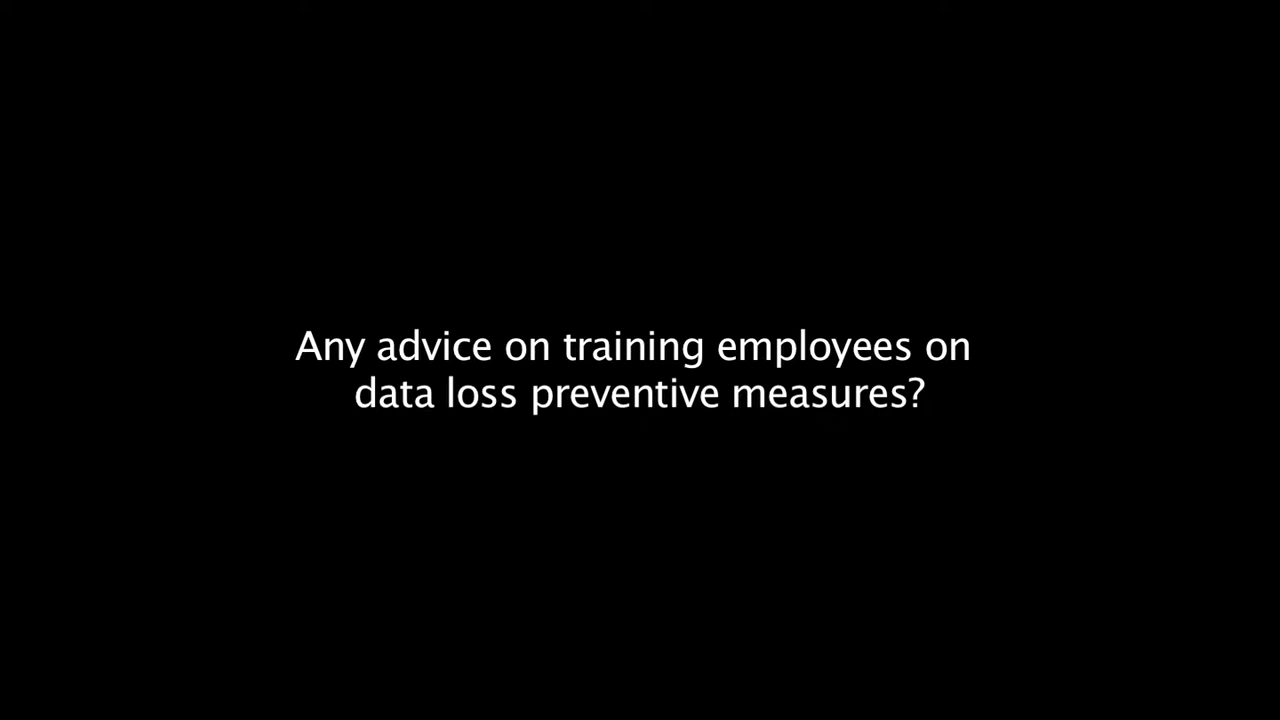 Any advice on training employees on
data loss preventive measures?